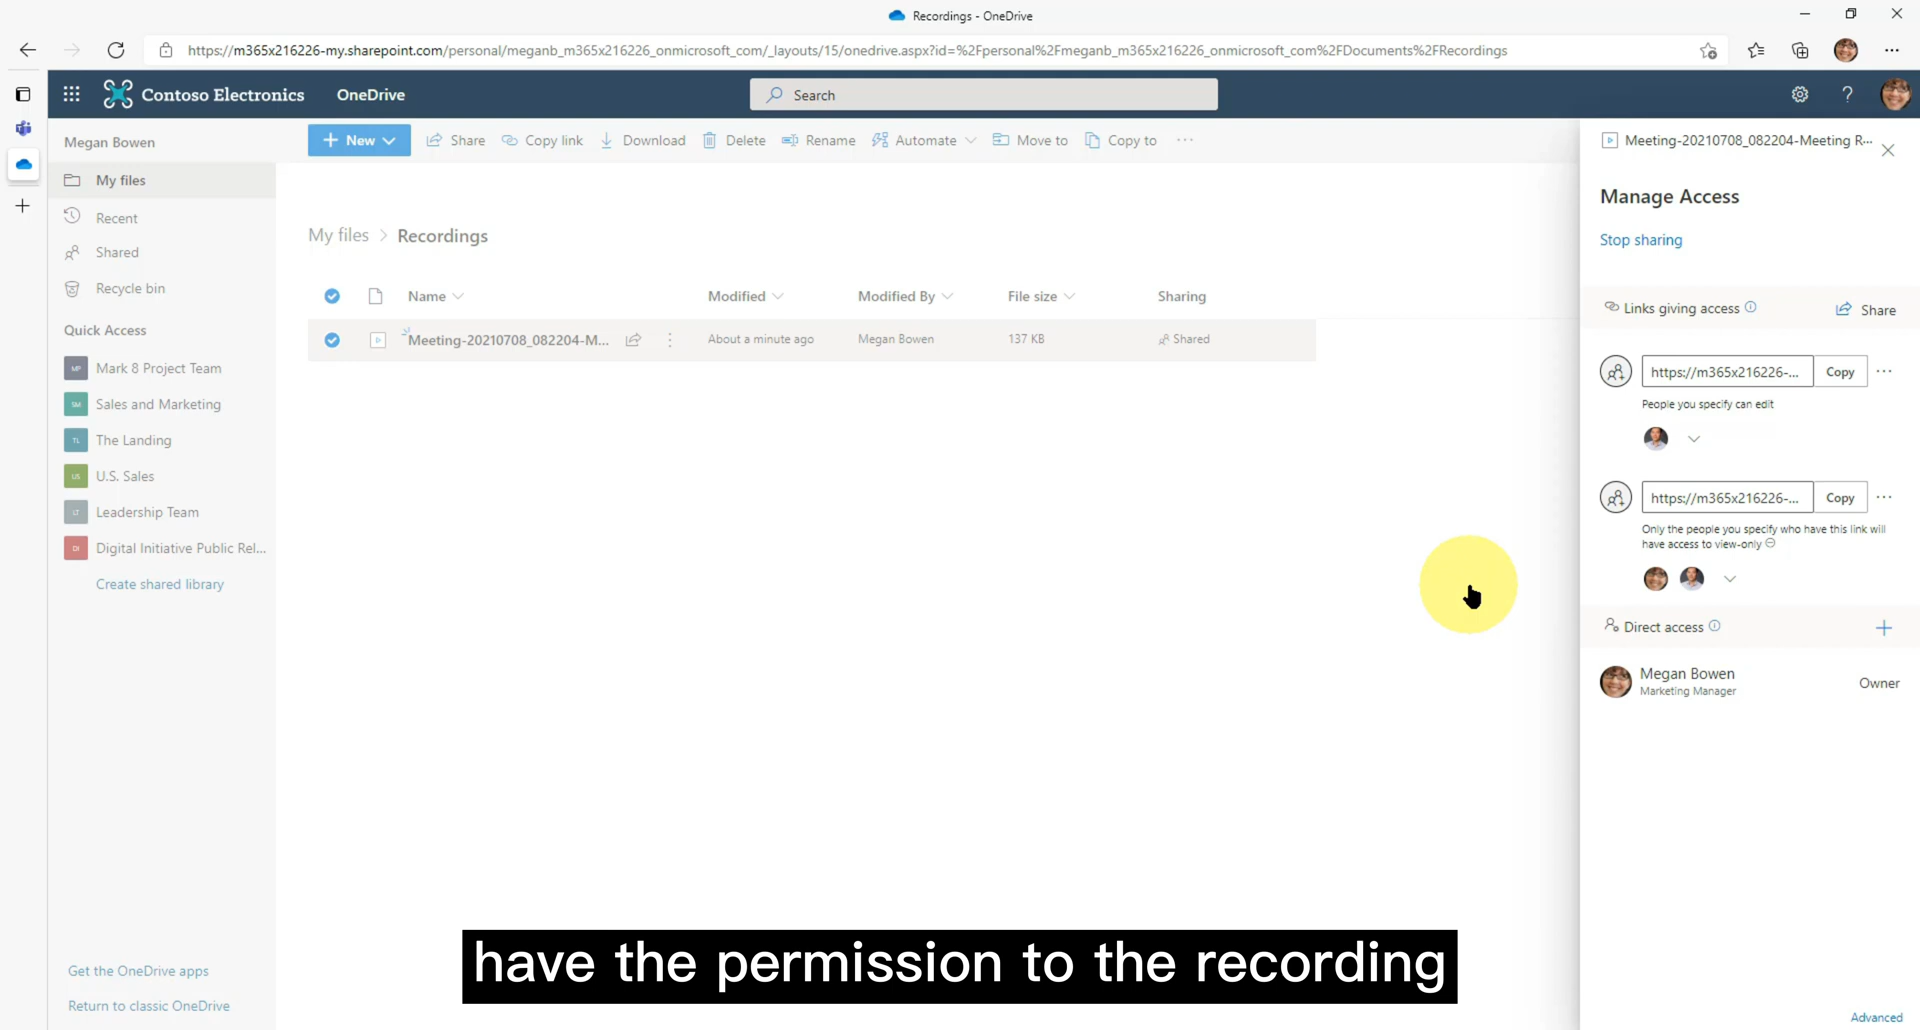 Recordings - OneDrive
https://m365x216226-my.sharepoint.com/personal/meganb_m365x216226_onmicrosoft_com/_layouts/15/onedrive.aspx?id=%2Fpersonal%2Fmeganb_m365x216226_onmicrosoft_com%2FDocuments%2FRecordings
Contoso Electronics OneDrive Search ?
Megan Bowen
My files
Recent
Shared
Recycle bin
Quick Access
MP Mark 8 Project Team
SM Sales and Marketing
TL The Landing
US U.S. Sales
LT Leadership Team
DI Digital Initiative Public Rel...
Create shared library
Get the OneDrive apps
Return to classic OneDrive
+ New Share Copy link Download Delete Rename Automate Move to Copy to ...
My files > Recordings
Name Modified Modified By File size Sharing
Meeting-20210708_082204-M... About a minute ago Megan Bowen 137 KB Shared
Meeting-20210708_082204-Meeting R...
Manage Access
Stop sharing
Links giving access Share
https://m365x216226-... Copy ...
People you specify can edit
https://m365x216226-... Copy ...
Only the people you specify who have this link will
have access to view-only
Direct access +
Megan Bowen
Marketing Manager
Owner
Advanced
have the permission to the recording